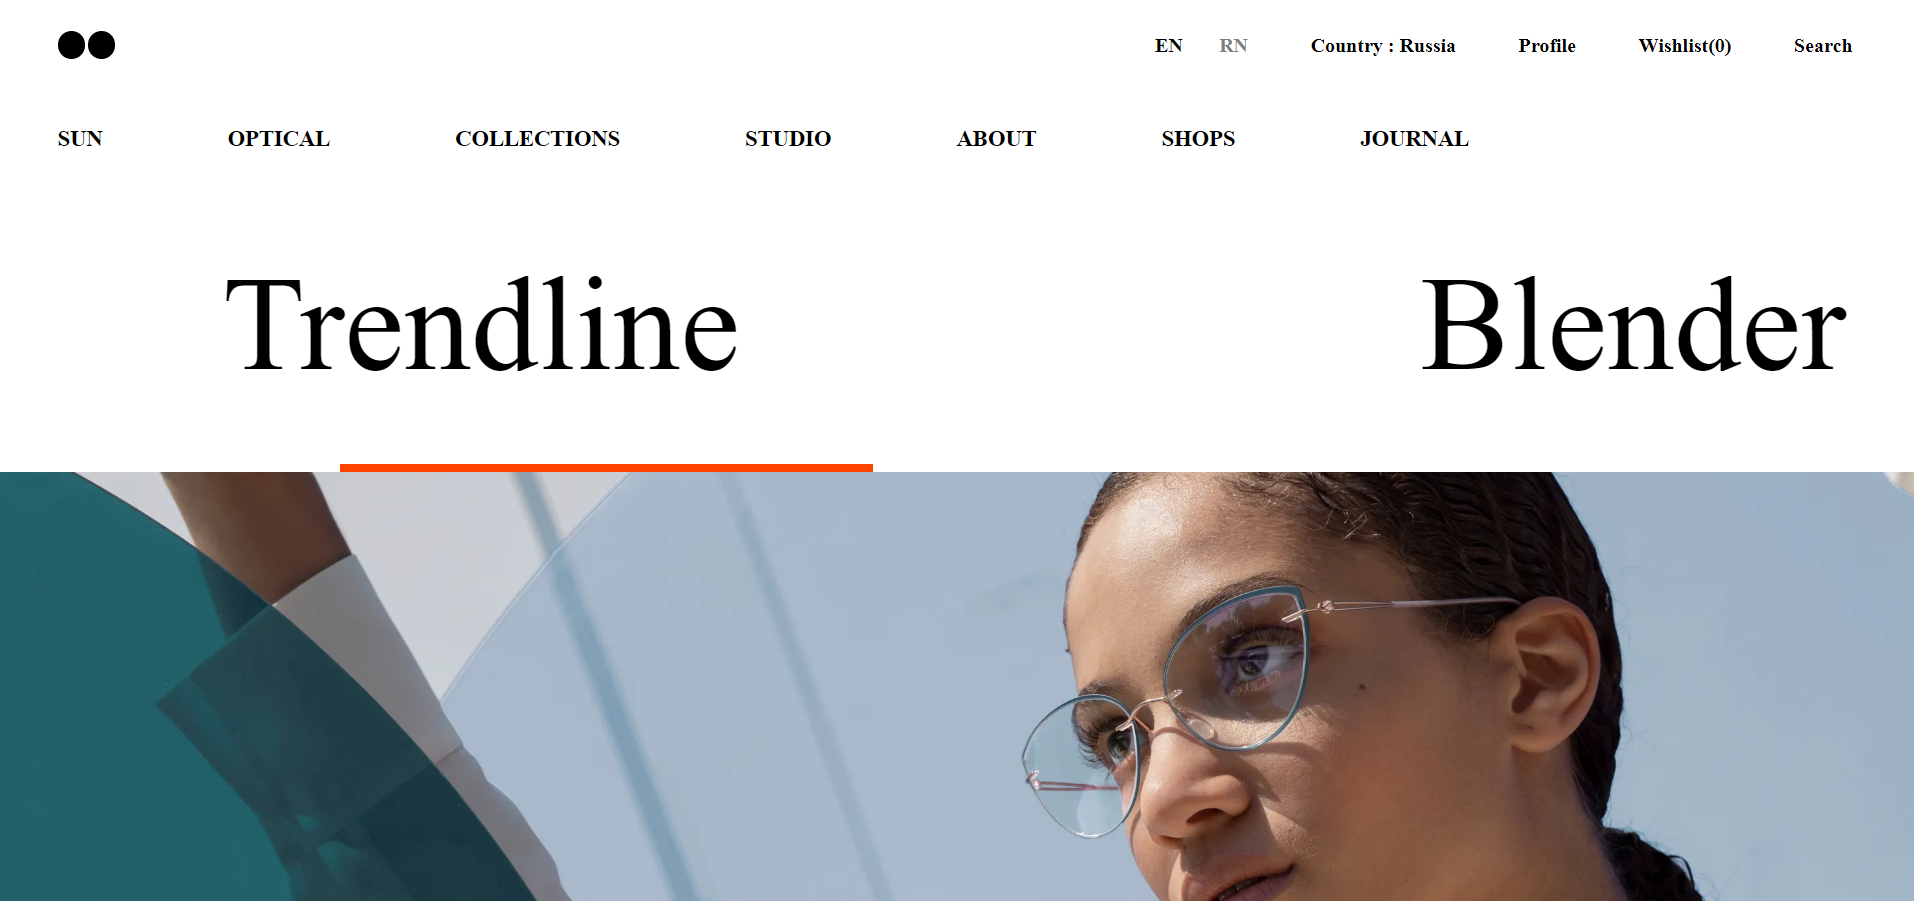 EN RN Country : Russia Profile Wishlist(0) Search
SUN OPTICAL COLLECTIONS STUDIO ABOUT SHOPS JOURNAL
Trendline Blender